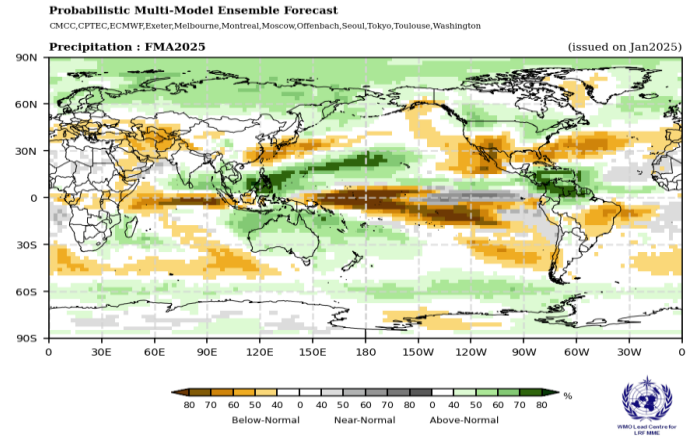 Probabilistic Multi-Model Ensemble Forecast
CMCC,CPTEC,ECMWF,Exeter,Melbourne,Montreal,Moscow,Offenbach,Seoul,Tokyo,Toulouse,Washington
Precipitation : FMA2025 (issued on Jan2025)
90N
60N
30N
0
30S
60S
90S
0 30E 60E 90E 120E 150E 180 150W 120W 90W 60W 30W 0
80 70 60 50 40 0 40 50 60 70 80 0 40 50 60 70 80 %
Below-Normal Near-Normal Above-Normal
WMO Lead Centre for
LRF MME